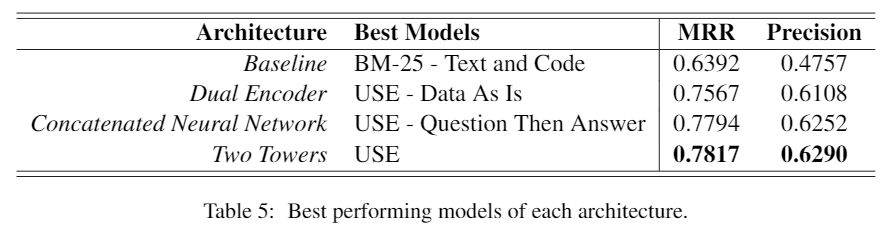 Architecture Best Models MRR Precision
Baseline BM-25 - Text and Code 0.6392 0.4757
Dual Encoder USE - Data As Is 0.7567 0.6108
Concatenated Neural Network USE - Question Then Answer 0.7794 0.6252
Two Towers USE 0.7817 0.6290
Table 5: Best performing models of each architecture.